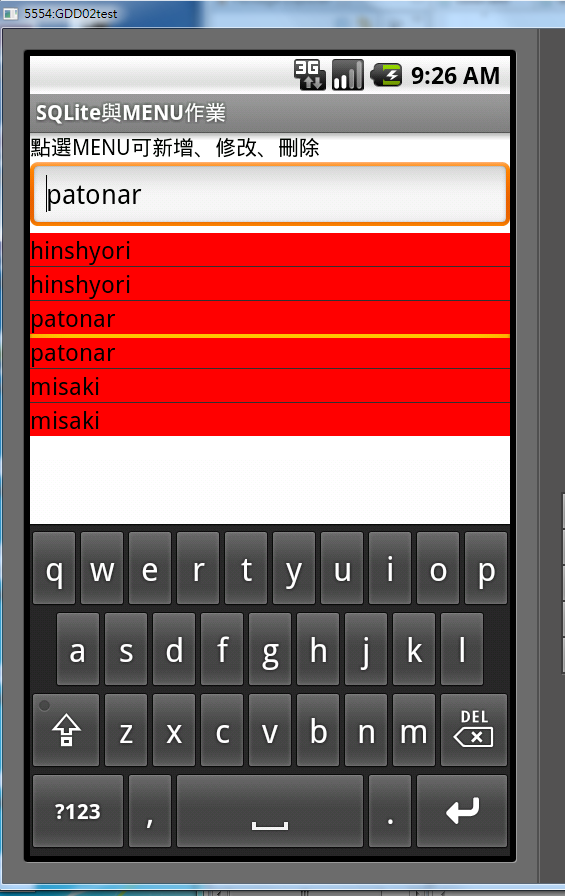 5554:GDD02test
3G 9:26 AM
SQLite與MENU作業
點選MENU可新增、修改、刪除
patonar
hinshyori
hinshyori
patonar
patonar
misaki
misaki
q w e r t y u i o p
a s d f g h j k l
z x c v b n m DEL
?123 , .